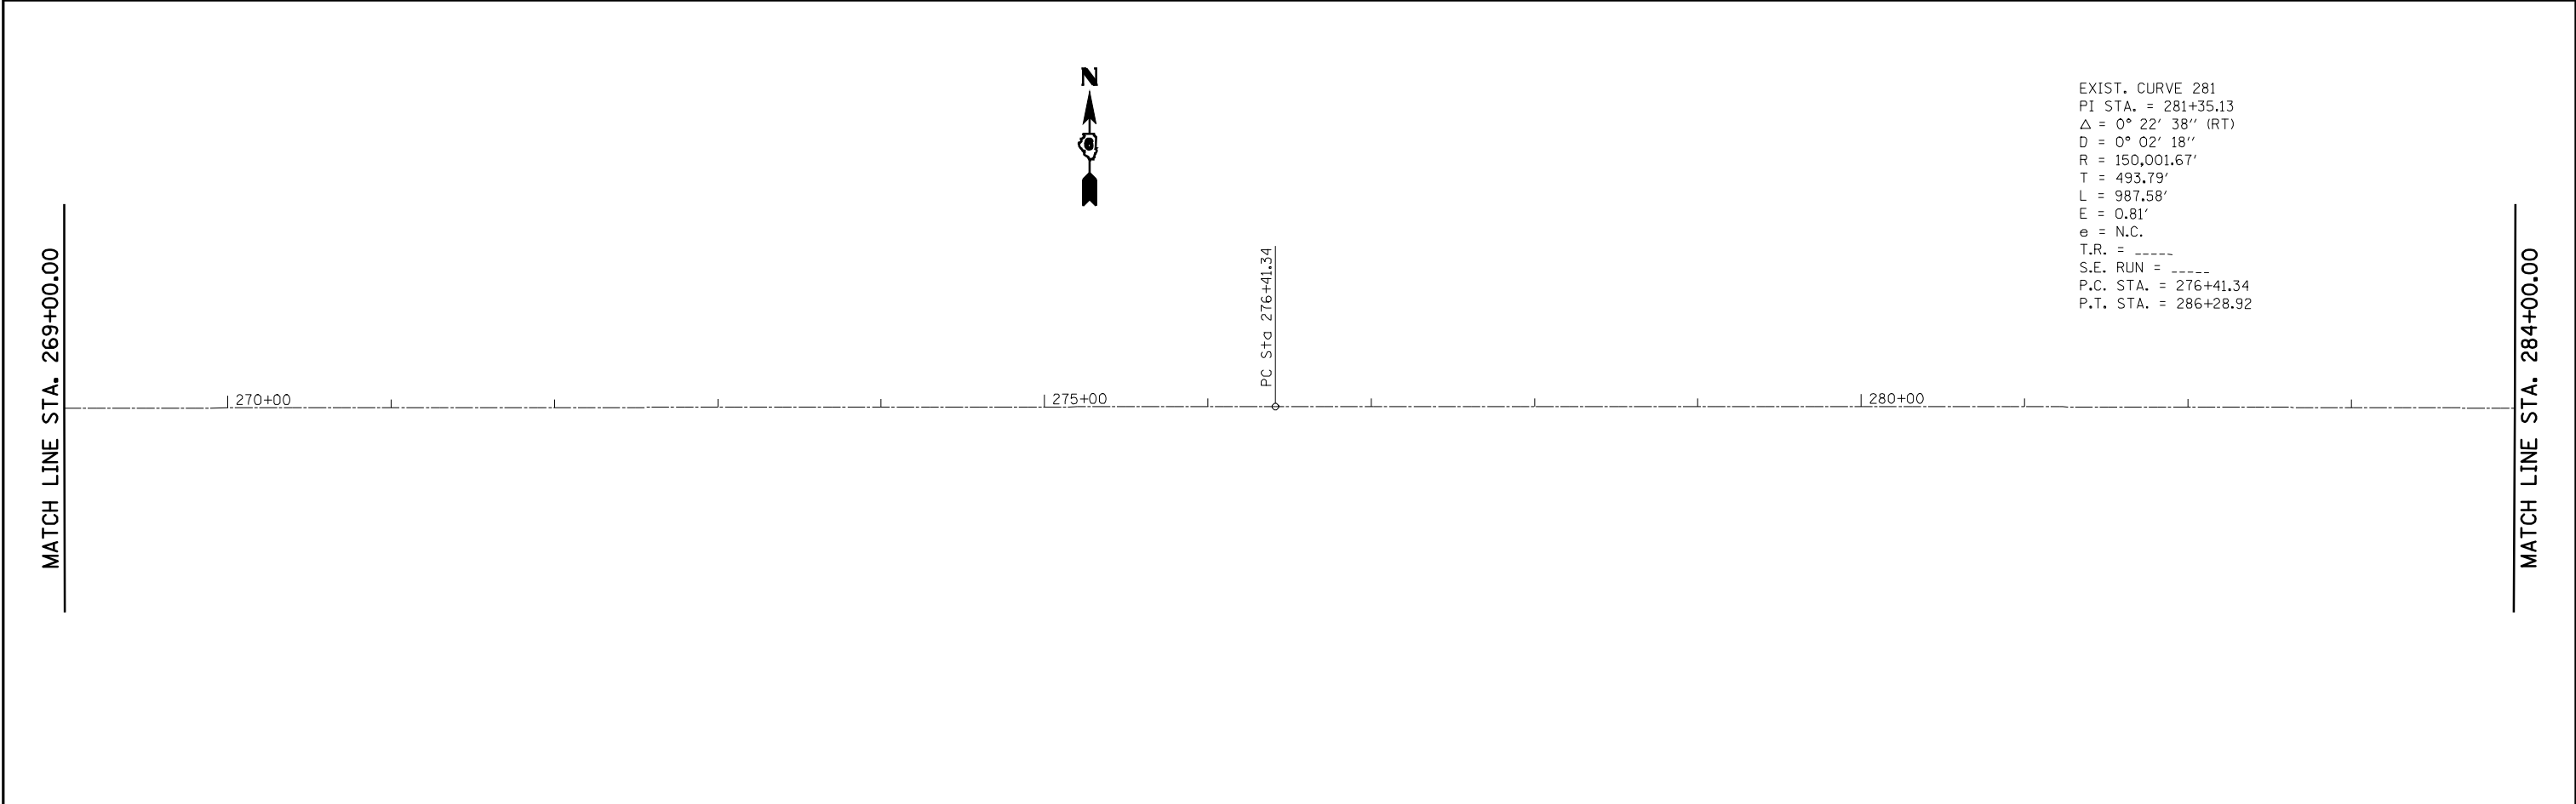 N
6
EXIST. CURVE 281
PI STA. = 281+35.13
△ = 0° 22' 38'' (RT)
D = 0° 02' 18''
R = 150,001.67'
T = 493.79'
L = 987.58'
E = 0.81'
e = N.C.
T.R. = _____
S.E. RUN = _____
P.C. STA. = 276+41.34
P.T. STA. = 286+28.92
MATCH LINE STA. 269+00.00
270+00
275+00
PC Sta 276+41.34
280+00
MATCH LINE STA. 284+00.00